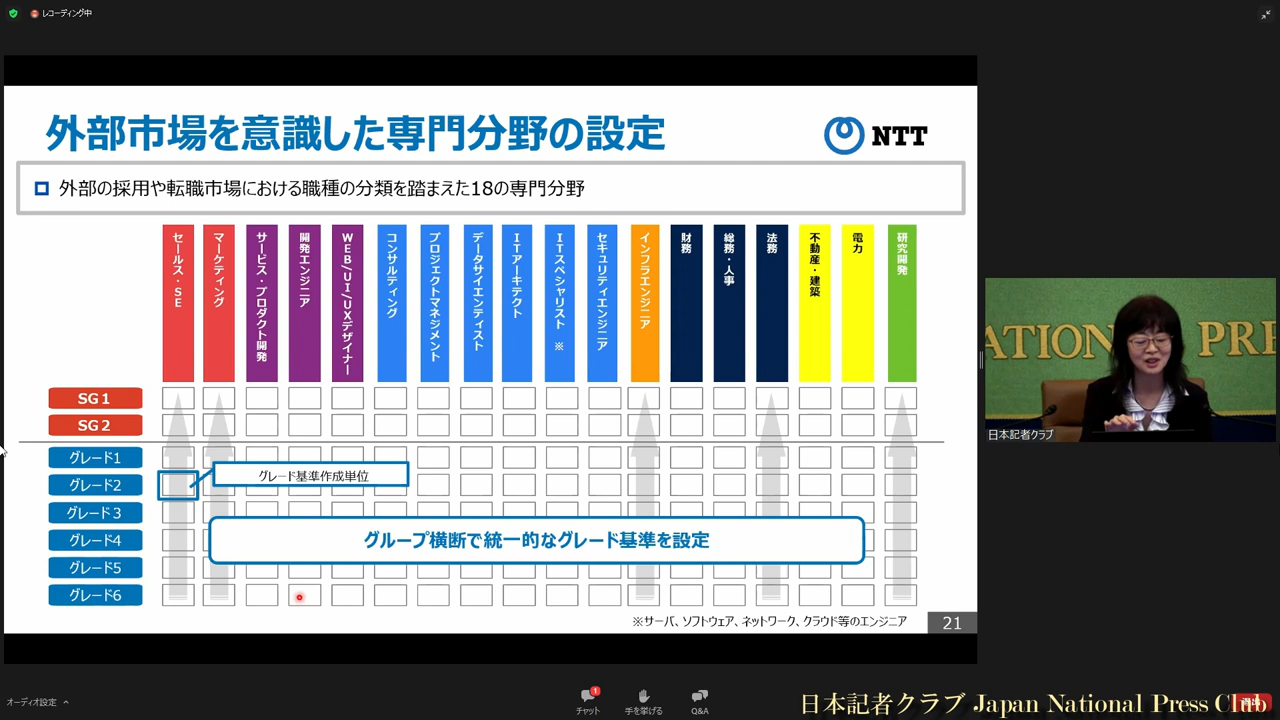 レコーディング中
外部市場を意識した専門分野の設定
NTT
外部の採用や転職市場における職種の分類を踏まえた18の専門分野
セールス・SE
マーケティング
サービス・プロダクト開発
開発エンジニア
WEB/UI/UXデザイナー
コンサルティング
プロジェクトマネジメント
データサイエンティスト
ITアーキテクト
ITスペシャリスト ※
セキュリティエンジニア
インフラエンジニア
財務
総務・人事
法務
不動産・建築
電力
研究開発
SG1
SG2
グレード1
グレード2
グレード3
グレード4
グレード5
グレード6
グレード基準作成単位
グループ横断で統一的なグレード基準を設定
※サーバ、ソフトウェア、ネットワーク、クラウド等のエンジニア
21
NATIONAL PRE
日本記者クラブ
オーディオ設定
1
チャット
手を挙げる
Q&A
日本記者クラブ Japan National Press Club